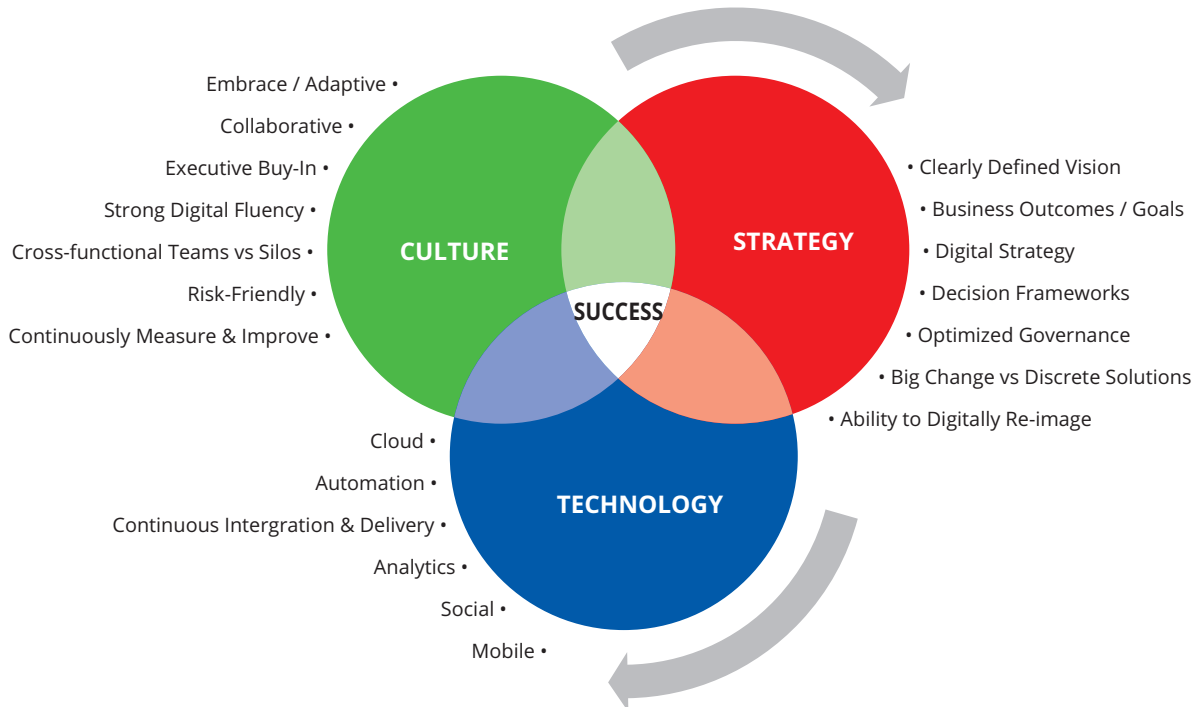 Embrace / Adaptive •
Collaborative •
Executive Buy-In •
Strong Digital Fluency •
Cross-functional Teams vs Silos •
Risk-Friendly •
Continuously Measure & Improve •
CULTURE
STRATEGY
• Clearly Defined Vision
• Business Outcomes / Goals
• Digital Strategy
• Decision Frameworks
• Optimized Governance
• Big Change vs Discrete Solutions
• Ability to Digitally Re-image
SUCCESS
TECHNOLOGY
Cloud •
Automation •
Continuous Intergration & Delivery •
Analytics •
Social •
Mobile •